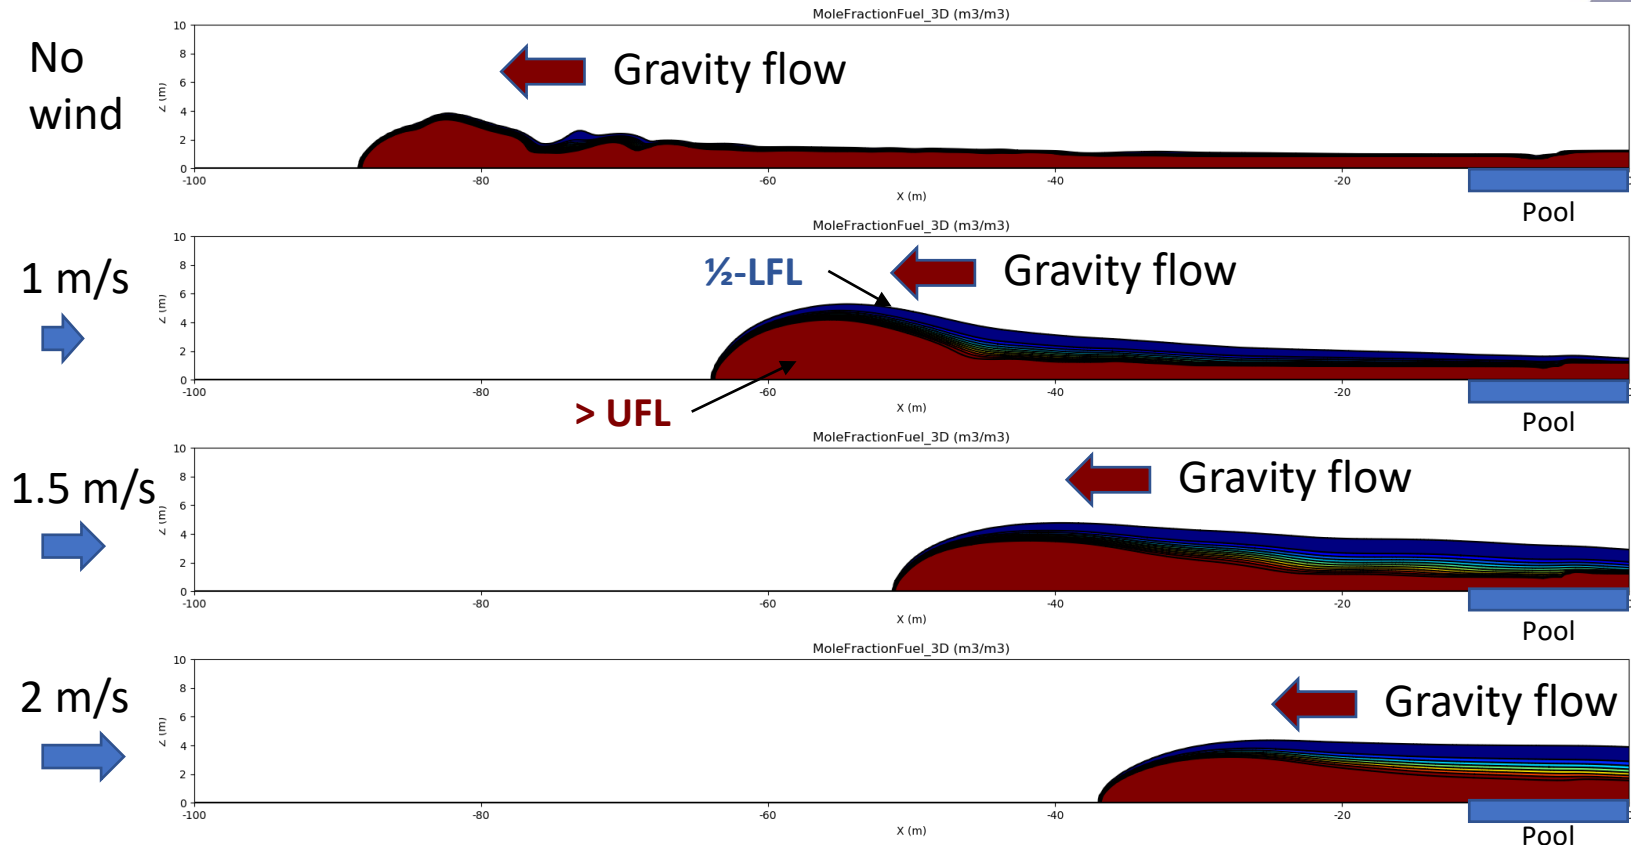 MoleFractionFuel_3D (m3/m3)
No
wind
Gravity flow
10
8
6
4
2
0
Z (m)
-100
-80
-60
-40
-20
X (m)
Pool
MoleFractionFuel_3D (m3/m3)
1 m/s
½-LFL
Gravity flow
> UFL
10
8
6
4
2
0
Z (m)
-100
-80
-60
-40
-20
X (m)
Pool
MoleFractionFuel_3D (m3/m3)
1.5 m/s
Gravity flow
10
8
6
4
2
0
Z (m)
-100
-80
-60
-40
-20
X (m)
Pool
MoleFractionFuel_3D (m3/m3)
2 m/s
Gravity flow
10
8
6
4
2
0
Z (m)
-100
-80
-60
-40
-20
X (m)
Pool